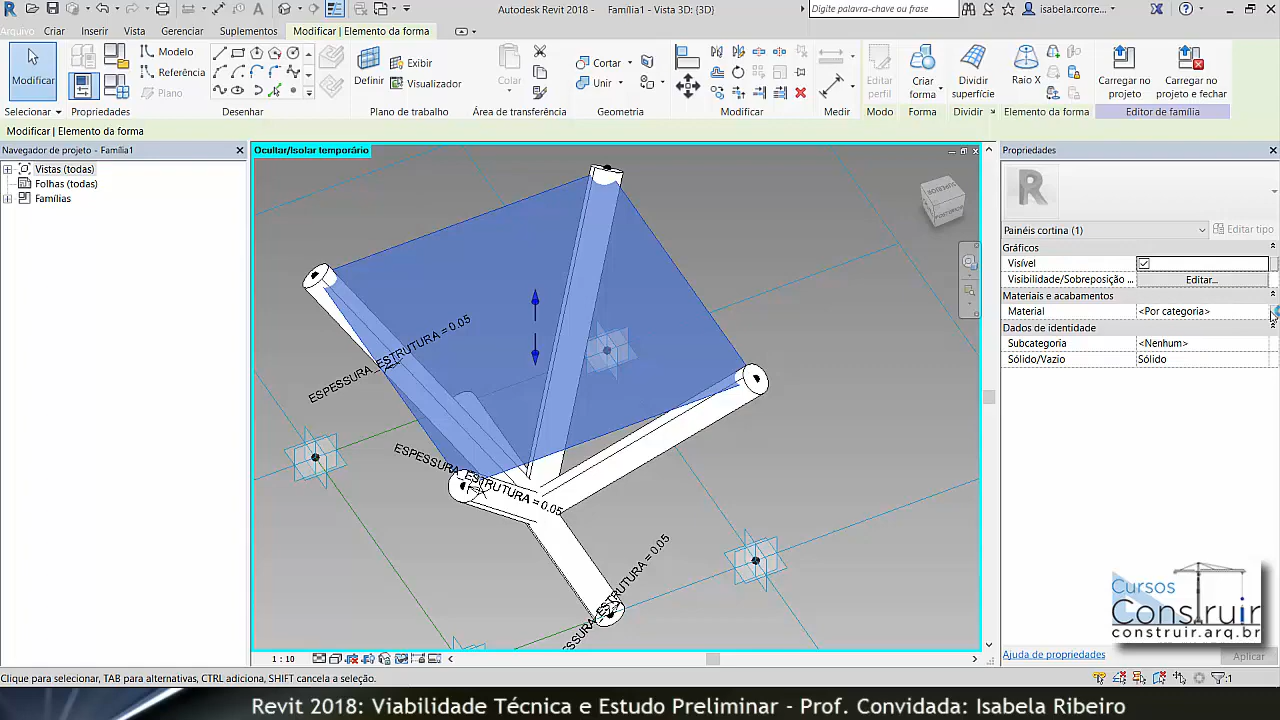 Autodesk Revit 2018 - Família1 - Vista 3D: {3D}
Digite palavra-chave ou frase
isabela.corre...
Arquivo Criar Inserir Vista Gerenciar Suplementos Modificar | Elemento da forma
Modificar
Modelo
Referência
Plano
Definir
Exibir
Visualizador
Colar
Cortar
Unir
Editar perfil
Criar forma
Dividir superfície
Raio X
Carregar no projeto
Carregar no projeto e fechar
Selecionar Propriedades Desenhar Plano de trabalho Área de transferência Geometria Modificar Medir Modo Forma Dividir Elemento da forma Editor de família
Modificar | Elemento da forma
Navegador de projeto - Família1
Vistas (todas)
Folhas (todas)
Famílias
Ocultar/Isolar temporário
SUPERIOR
POSTERIOR
ESPESSURA_ESTRUTURA = 0.05
ESPESSURA_ESTRUTURA = 0.05
ESPESSURA_ESTRUTURA = 0.05
Propriedades
R
Painéis cortina (1)
Editar tipo
Gráficos
Visível
Visibilidade/Sobreposição ... Editar...
Materiais e acabamentos
Material <Por categoria>
Dados de identidade
Subcategoria <Nenhum>
Sólido/Vazio Sólido
Cursos
Construir
construir.arq.br
Ajuda de propriedades
Aplicar
1 : 10
Clique para selecionar, TAB para alternativas, CTRL adiciona, SHIFT cancela a seleção.
:1
Revit 2018: Viabilidade Técnica e Estudo Preliminar - Prof. Convidada: Isabela Ribeiro